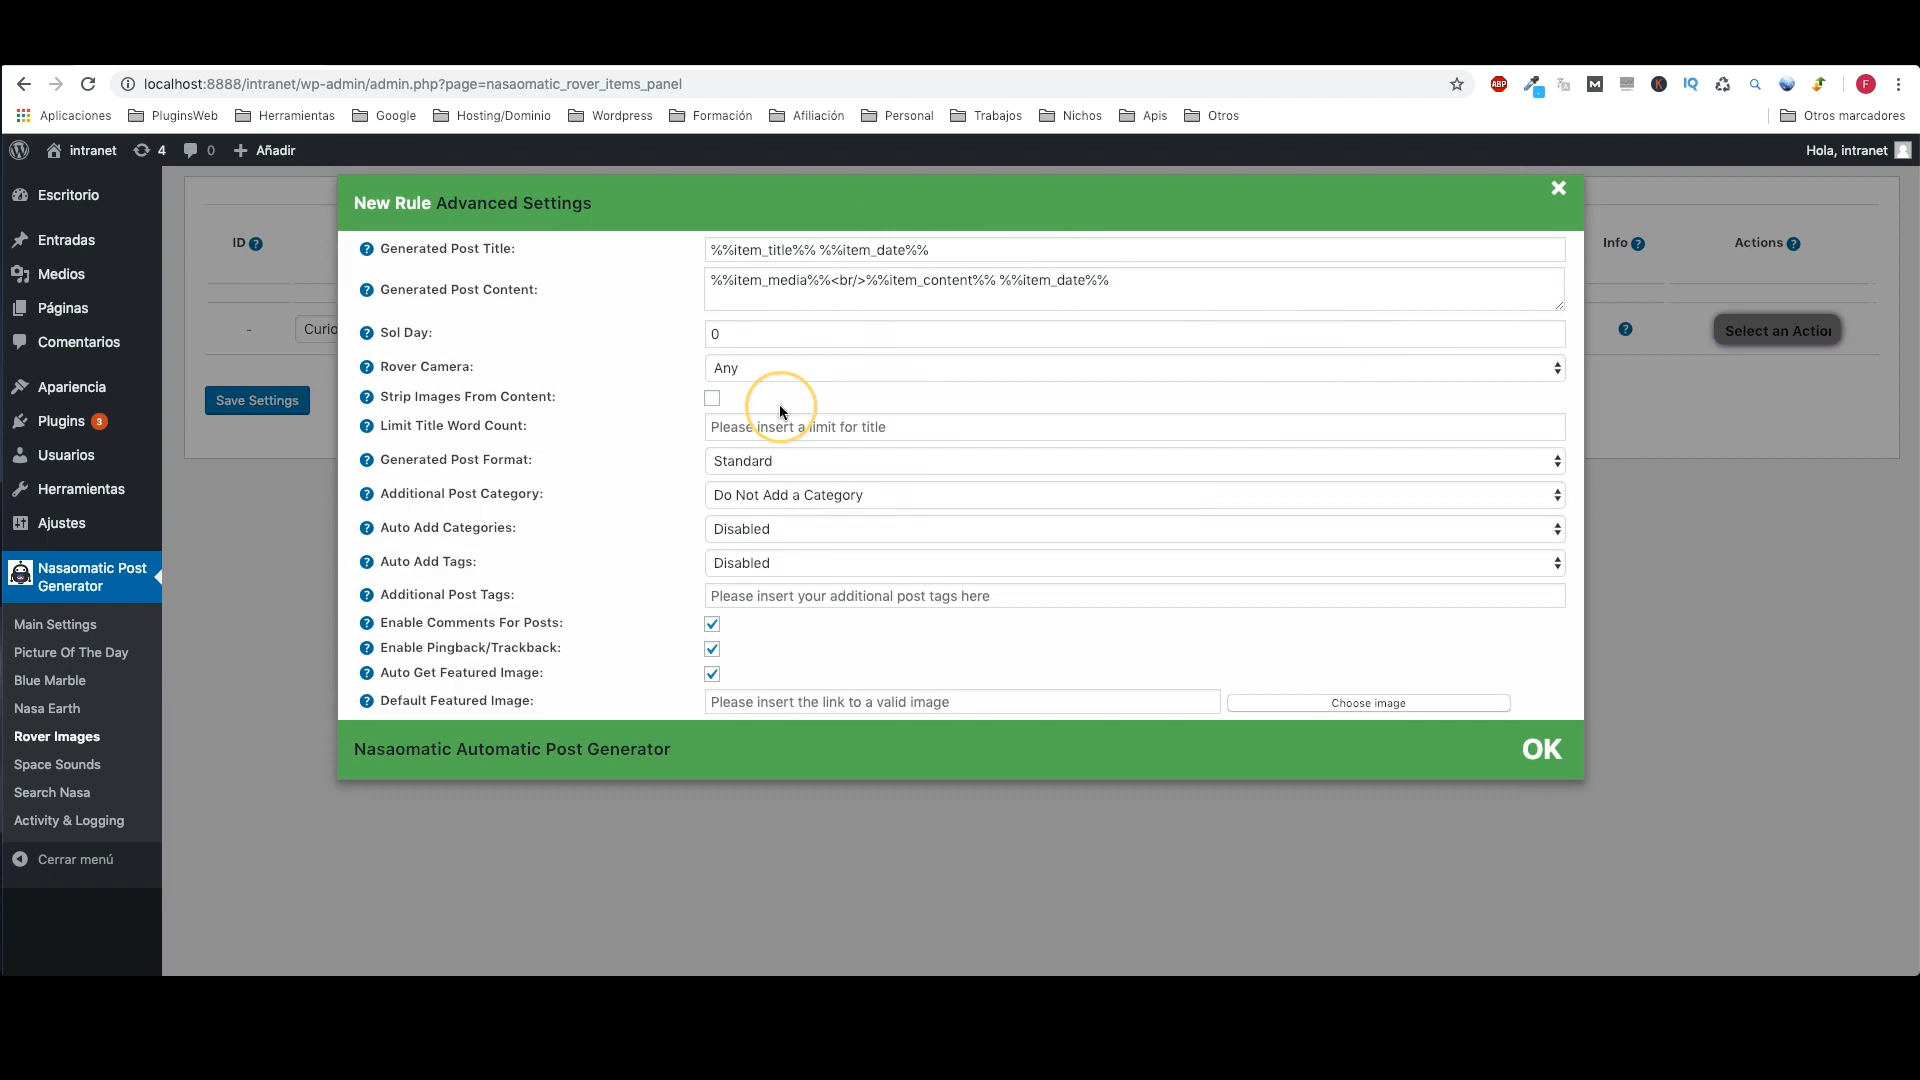 localhost:8888/intranet/wp-admin/admin.php?page=nasaomatic_rover_items_panel
ABP
M
K
IQ
F
Aplicaciones
PluginsWeb
Herramientas
Google
Hosting/Dominio
Wordpress
Formación
Afiliación
Personal
Trabajos
Nichos
Apis
Otros
Otros marcadores
intranet
4
0
Añadir
Hola, intranet
Escritorio
Entradas
Medios
Páginas
Comentarios
Apariencia
Plugins 3
Usuarios
Herramientas
Ajustes
Nasaomatic Post
Generator
Main Settings
Picture Of The Day
Blue Marble
Nasa Earth
Rover Images
Space Sounds
Search Nasa
Activity & Logging
Cerrar menú
ID ?
-
Curio
Save Settings
Info ?
Actions ?
?
Select an Action
New Rule Advanced Settings
? Generated Post Title:
%%item_title%% %%item_date%%
? Generated Post Content:
%%item_media%%<br/>%%item_content%% %%item_date%%
? Sol Day:
0
? Rover Camera:
Any
? Strip Images From Content:
? Limit Title Word Count:
Please insert a limit for title
? Generated Post Format:
Standard
? Additional Post Category:
Do Not Add a Category
? Auto Add Categories:
Disabled
? Auto Add Tags:
Disabled
? Additional Post Tags:
Please insert your additional post tags here
? Enable Comments For Posts:
? Enable Pingback/Trackback:
? Auto Get Featured Image:
? Default Featured Image:
Please insert the link to a valid image
Choose image
Nasaomatic Automatic Post Generator
OK